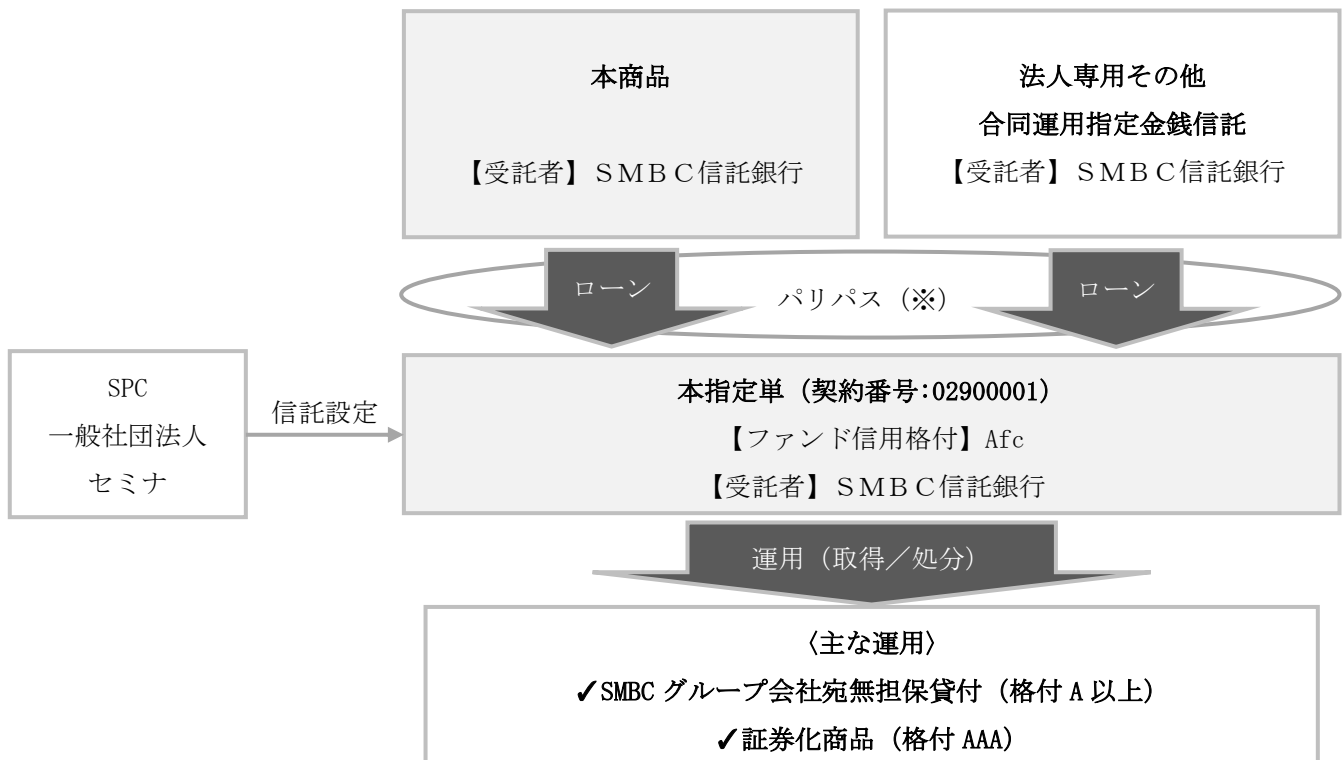 本商品
【受託者】ＳＭＢＣ信託銀行
法人専用その他
合同運用指定金銭信託
【受託者】ＳＭＢＣ信託銀行
ローン
パリパス（※）
ローン
SPC
一般社団法人
セミナ
信託設定
本指定単（契約番号:02900001）
【ファンド信用格付】Afc
【受託者】ＳＭＢＣ信託銀行
運用（取得／処分）
〈主な運用〉
✓SMBC グループ会社宛無担保貸付（格付 A 以上）
✓証券化商品（格付 AAA）